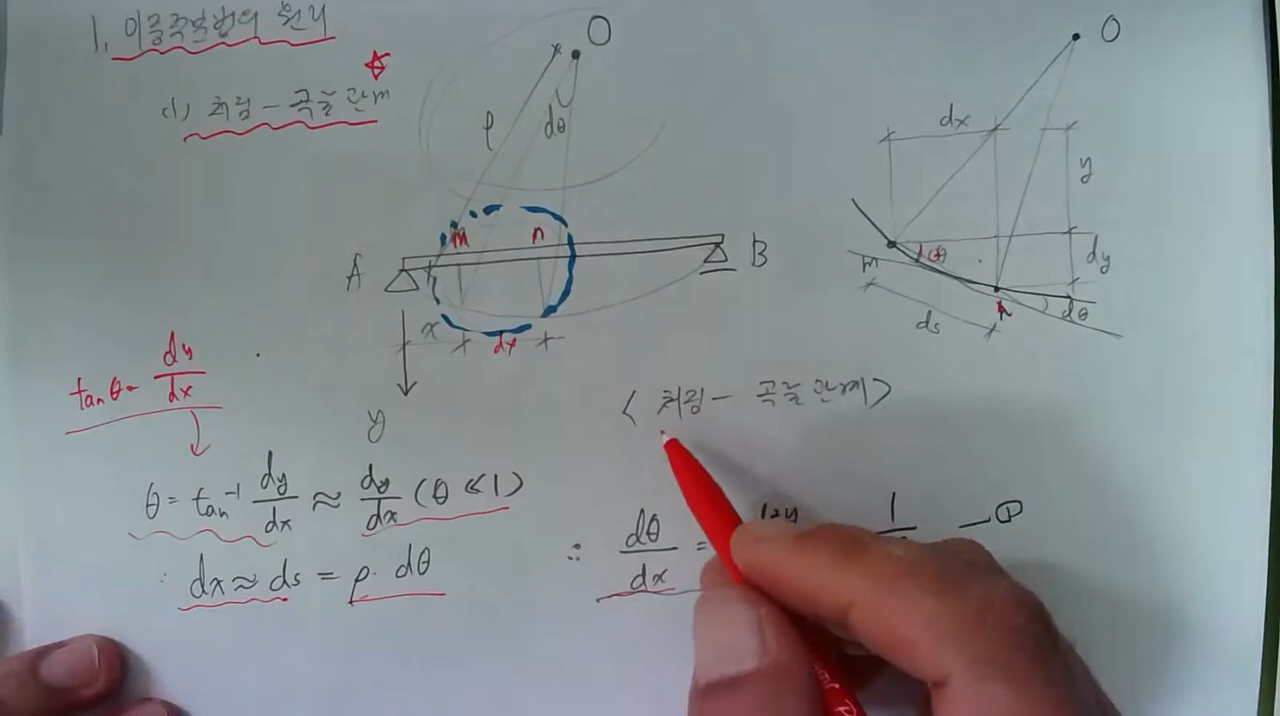 1. 이중적분법의 원리
(1) 처짐 - 곡률 관계
O
ρ
dθ
m
n
A
B
x
dx
y
O
dx
y
dy
m
θ
n
dθ
ds
tanθ = dy/dx
θ = tan⁻¹ dy/dx ≈ dy/dx (θ ≪ 1)
∴ dx ≈ ds = ρ · dθ
< 처짐 - 곡률 관계 >
∴ dθ/dx =
1
— ①